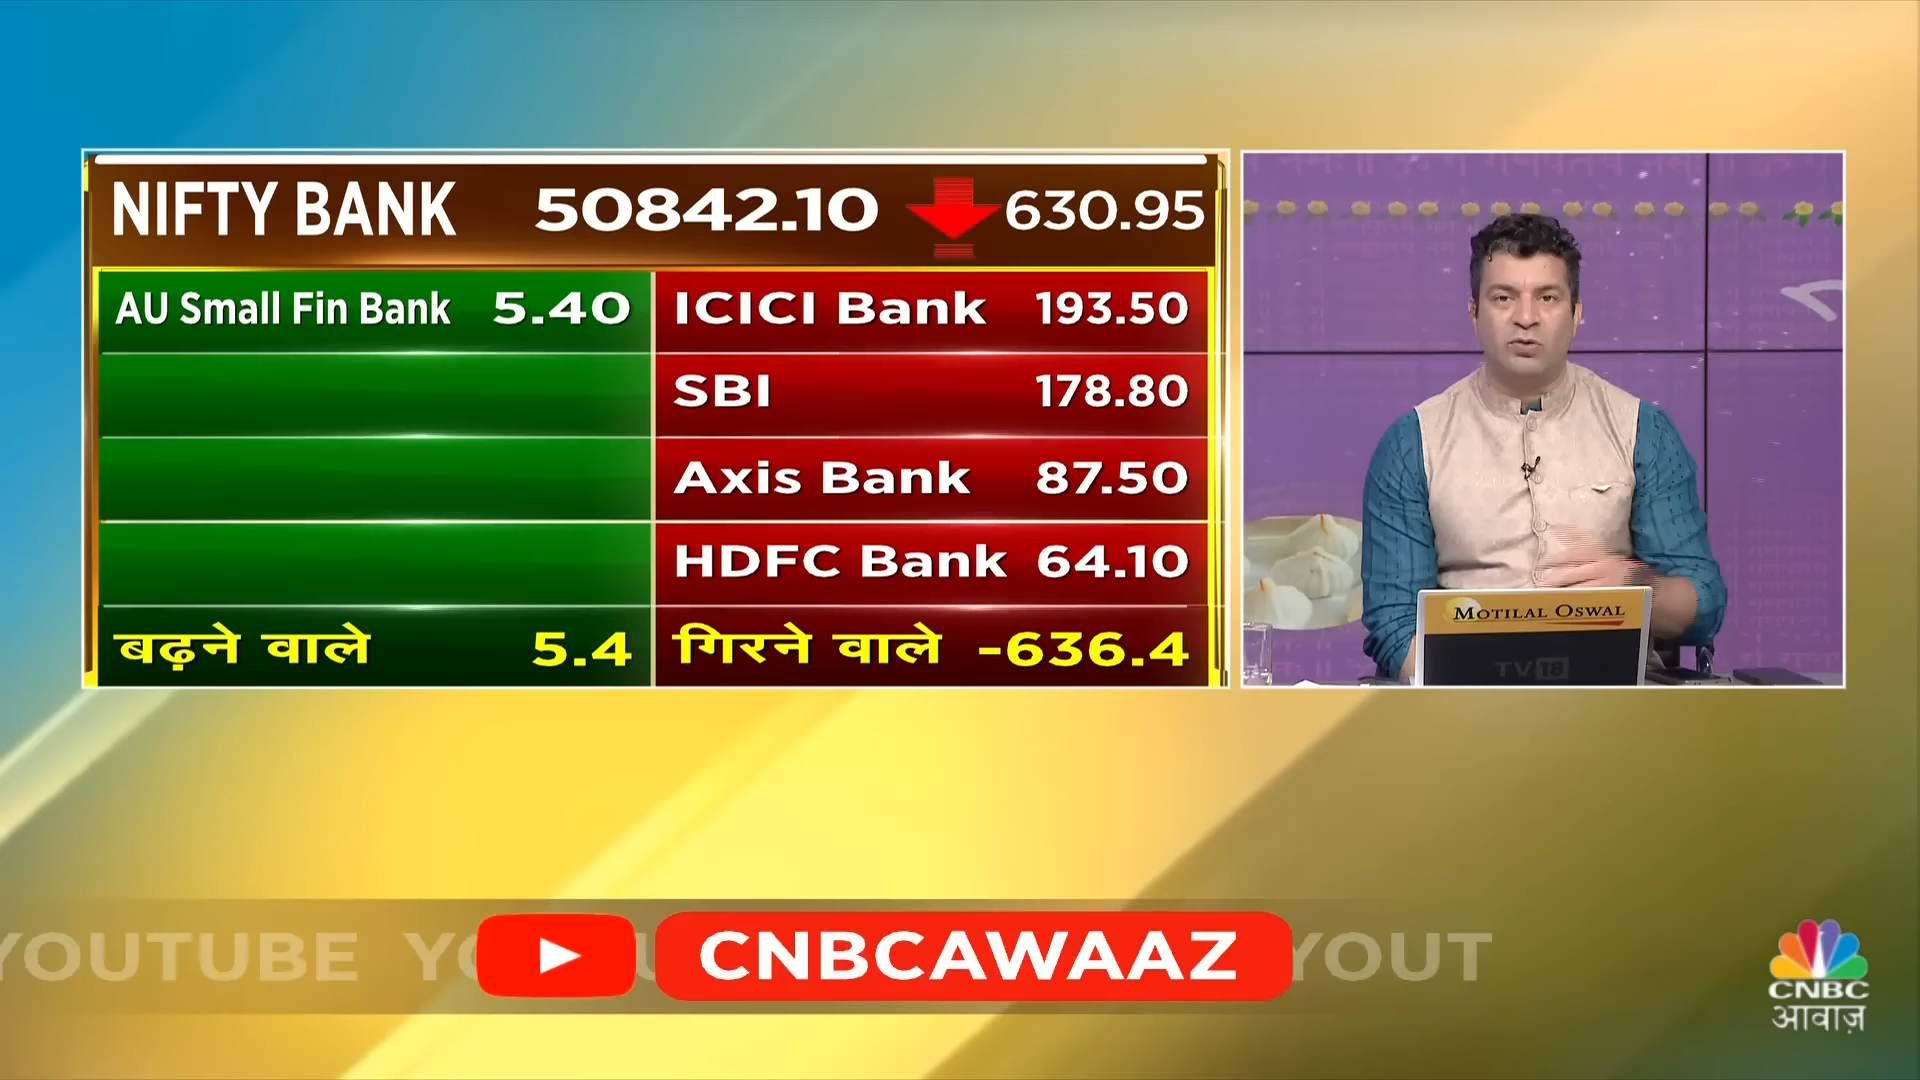 NIFTY BANK 50842.10 630.95
AU Small Fin Bank 5.40
ICICI Bank 193.50
SBI 178.80
Axis Bank 87.50
HDFC Bank 64.10
बढ़ने वाले 5.4
गिरने वाले -636.4
MOTILAL OSWAL
TV18
YOUTUBE YO U YOUT
CNBCAWAAZ
CNBC
आवाज़